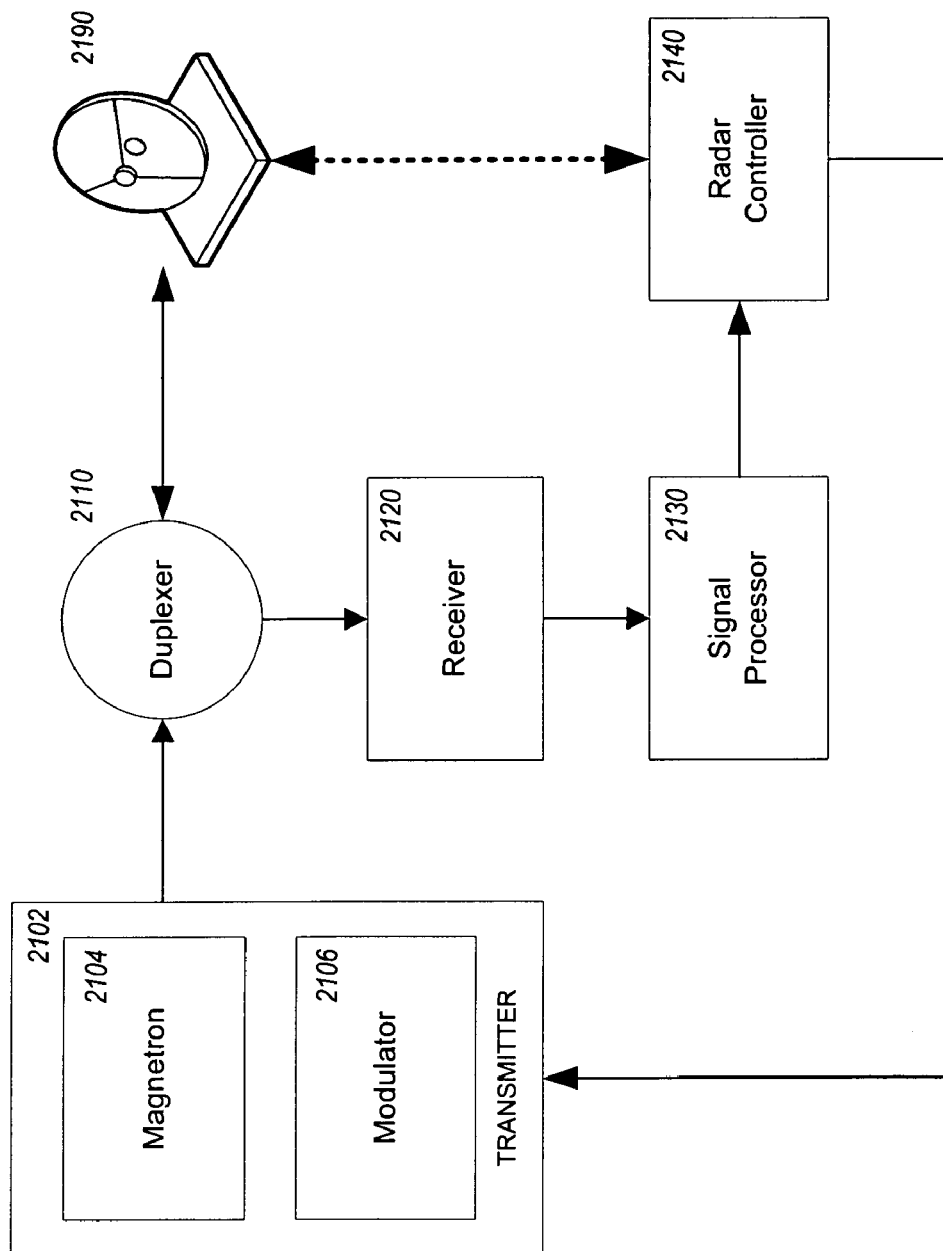 2102
2104
Magnetron
2106
Modulator
TRANSMITTER
2110
Duplexer
2190
2120
Receiver
2130
Signal
Processor
2140
Radar
Controller